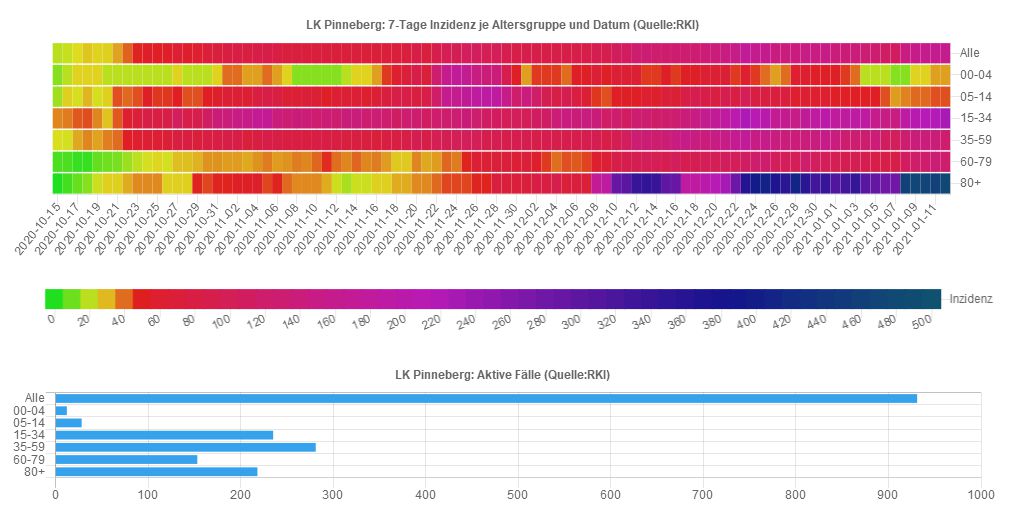 LK Pinneberg: 7-Tage Inzidenz je Altersgruppe und Datum (Quelle:RKI)
Alle
00-04
05-14
15-34
35-59
60-79
80+
2020-10-15 2020-10-17 2020-10-19 2020-10-21 2020-10-23 2020-10-25 2020-10-27 2020-10-29 2020-10-31 2020-11-02 2020-11-04 2020-11-06 2020-11-08 2020-11-10 2020-11-12 2020-11-14 2020-11-16 2020-11-18 2020-11-20 2020-11-22 2020-11-24 2020-11-26 2020-11-28 2020-11-30 2020-12-02 2020-12-04 2020-12-06 2020-12-08 2020-12-10 2020-12-12 2020-12-14 2020-12-16 2020-12-18 2020-12-20 2020-12-22 2020-12-24 2020-12-26 2020-12-28 2020-12-30 2021-01-01 2021-01-03 2021-01-05 2021-01-07 2021-01-09 2021-01-11
Inzidenz
0 20 40 60 80 100 120 140 160 180 200 220 240 260 280 300 320 340 360 380 400 420 440 460 480 500
LK Pinneberg: Aktive Fälle (Quelle:RKI)
Alle
00-04
05-14
15-34
35-59
60-79
80+
0 100 200 300 400 500 600 700 800 900 1000